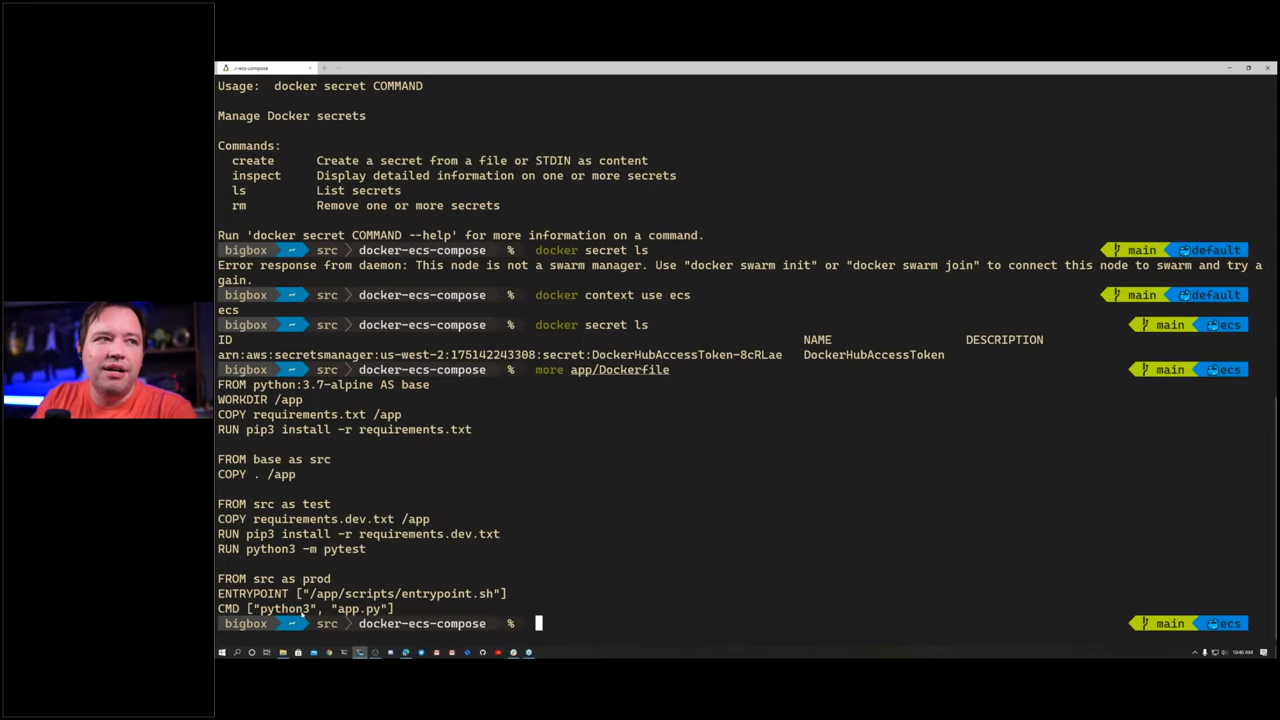 -ecs-compose
Usage:  docker secret COMMAND
Manage Docker secrets
Commands:
  create      Create a secret from a file or STDIN as content
  inspect     Display detailed information on one or more secrets
  ls          List secrets
  rm          Remove one or more secrets
Run 'docker secret COMMAND --help' for more information on a command.
bigbox ~ src docker-ecs-compose % docker secret ls main default
Error response from daemon: This node is not a swarm manager. Use "docker swarm init" or "docker swarm join" to connect this node to swarm and try a
gain.
bigbox ~ src docker-ecs-compose % docker context use ecs main default
ecs
bigbox ~ src docker-ecs-compose % docker secret ls main ecs
ID NAME DESCRIPTION
arn:aws:secretsmanager:us-west-2:175142243308:secret:DockerHubAccessToken-8cRLae DockerHubAccessToken
bigbox ~ src docker-ecs-compose % more app/Dockerfile main ecs
FROM python:3.7-alpine AS base
WORKDIR /app
COPY requirements.txt /app
RUN pip3 install -r requirements.txt
FROM base as src
COPY . /app
FROM src as test
COPY requirements.dev.txt /app
RUN pip3 install -r requirements.dev.txt
RUN python3 -m pytest
FROM src as prod
ENTRYPOINT ["/app/scripts/entrypoint.sh"]
CMD ["python3", "app.py"]
bigbox ~ src docker-ecs-compose % main ecs
10:40 AM